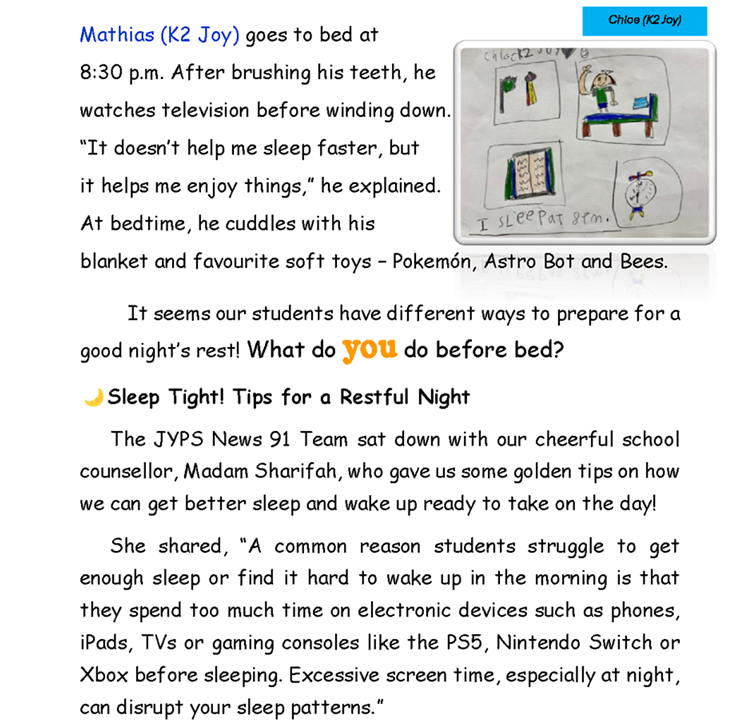 Chloe (K2 Joy)
Mathias (K2 Joy) goes to bed at
8:30 p.m. After brushing his teeth, he
watches television before winding down.
“It doesn’t help me sleep faster, but
it helps me enjoy things,” he explained.
At bedtime, he cuddles with his
blanket and favourite soft toys – Pokemón, Astro Bot and Bees.
I sleep at 8pm.
It seems our students have different ways to prepare for a
good night’s rest! What do you do before bed?
Sleep Tight! Tips for a Restful Night
The JYPS News 91 Team sat down with our cheerful school
counsellor, Madam Sharifah, who gave us some golden tips on how
we can get better sleep and wake up ready to take on the day!
She shared, “A common reason students struggle to get
enough sleep or find it hard to wake up in the morning is that
they spend too much time on electronic devices such as phones,
iPads, TVs or gaming consoles like the PS5, Nintendo Switch or
Xbox before sleeping. Excessive screen time, especially at night,
can disrupt your sleep patterns.”